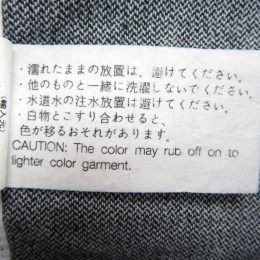 ・濡れたままの放置は、避けてください。
・他のものと一緒に洗濯しないでください。
・水道水の注水放置は避けてください。
・白物とこすり合わせると、
色が移るおそれがあります。
CAUTION: The color may rub off on to
lighter color garment.